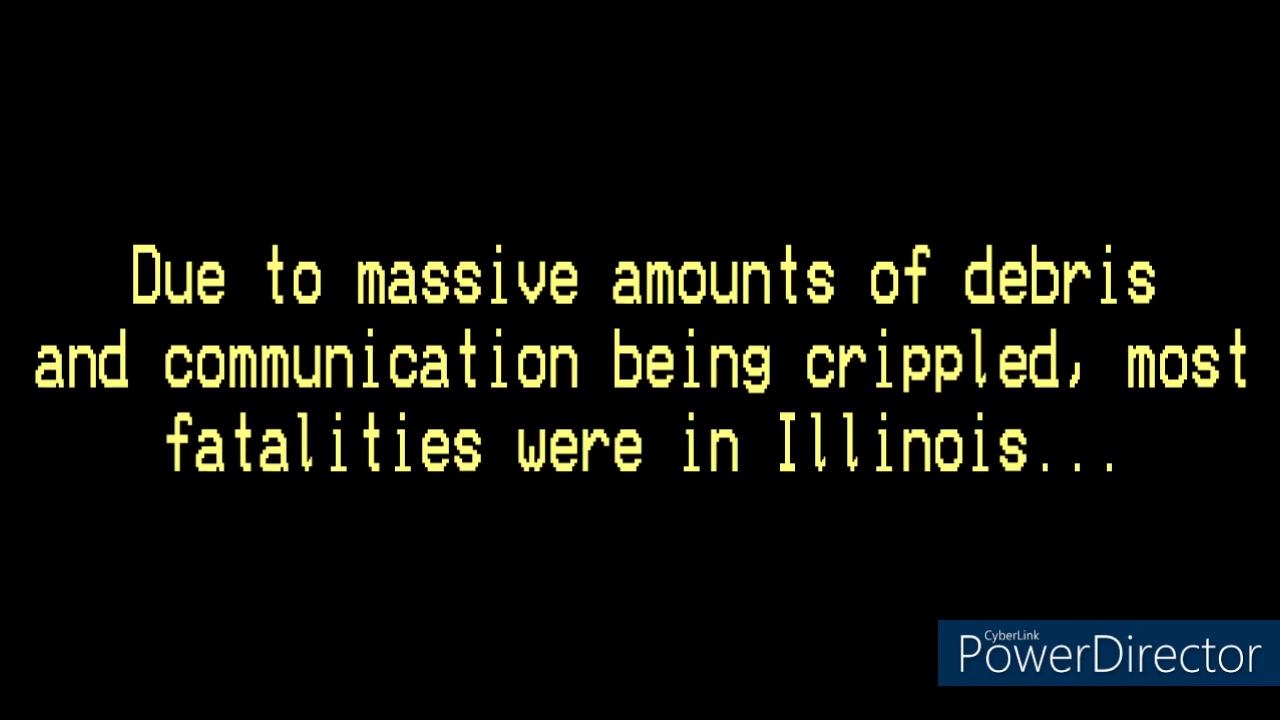 Due to massive amounts of debris
and communication being crippled, most
fatalities were in Illinois...
CyberLink
PowerDirector